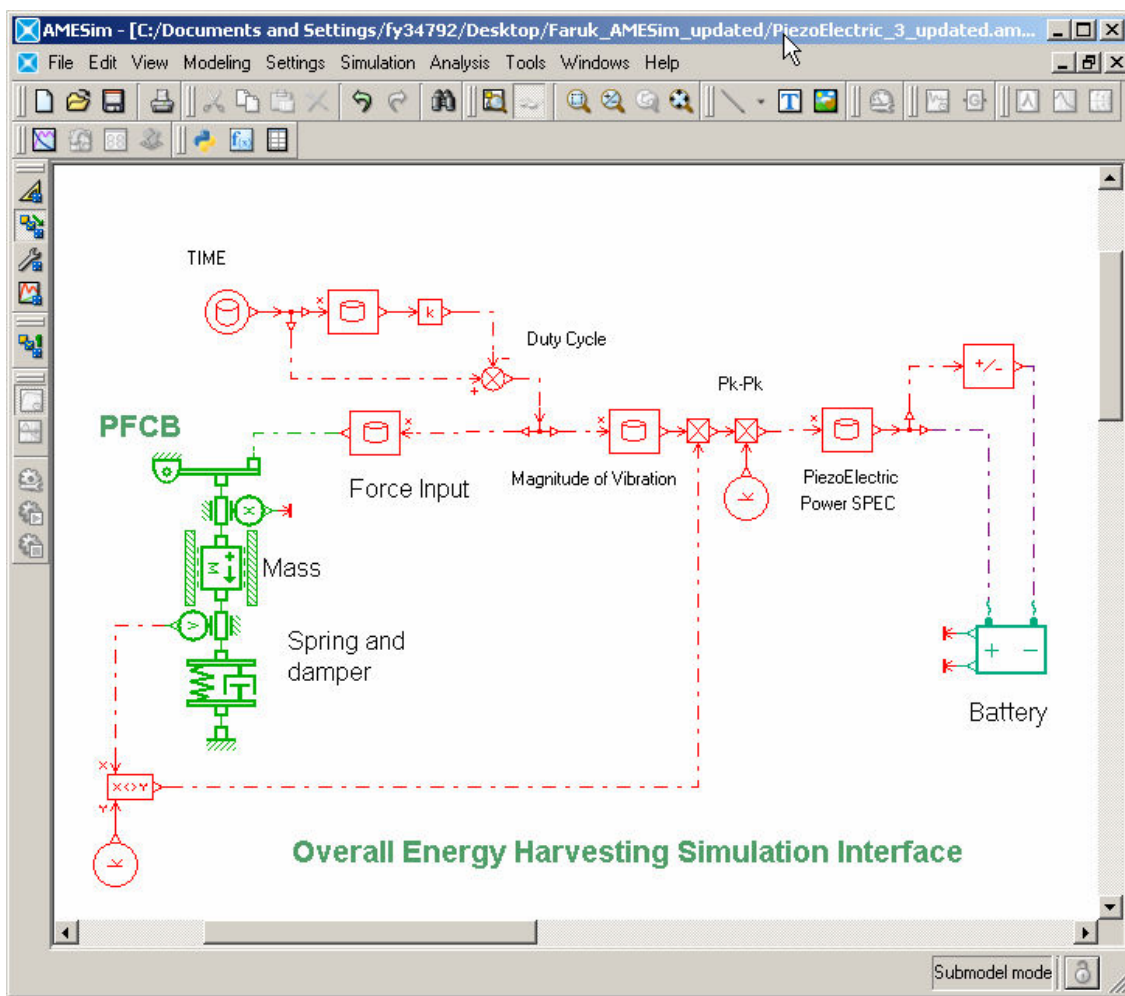 AMESim - [C:/Documents and Settings/fy34792/Desktop/Faruk_AMESim_updated/PiezoElectric_3_updated.am...
File Edit View Modeling Settings Simulation Analysis Tools Windows Help
TIME
x
k
Duty Cycle
−
+
+/-
Pk-Pk
PFCB
x
x
x
Force Input
Magnitude of Vibration
PiezoElectric
Power SPEC
k
x
Mass
M
+
v
Spring and
damper
+ −
Battery
X
X<>Y
Y
k
Overall Energy Harvesting Simulation Interface
Submodel mode